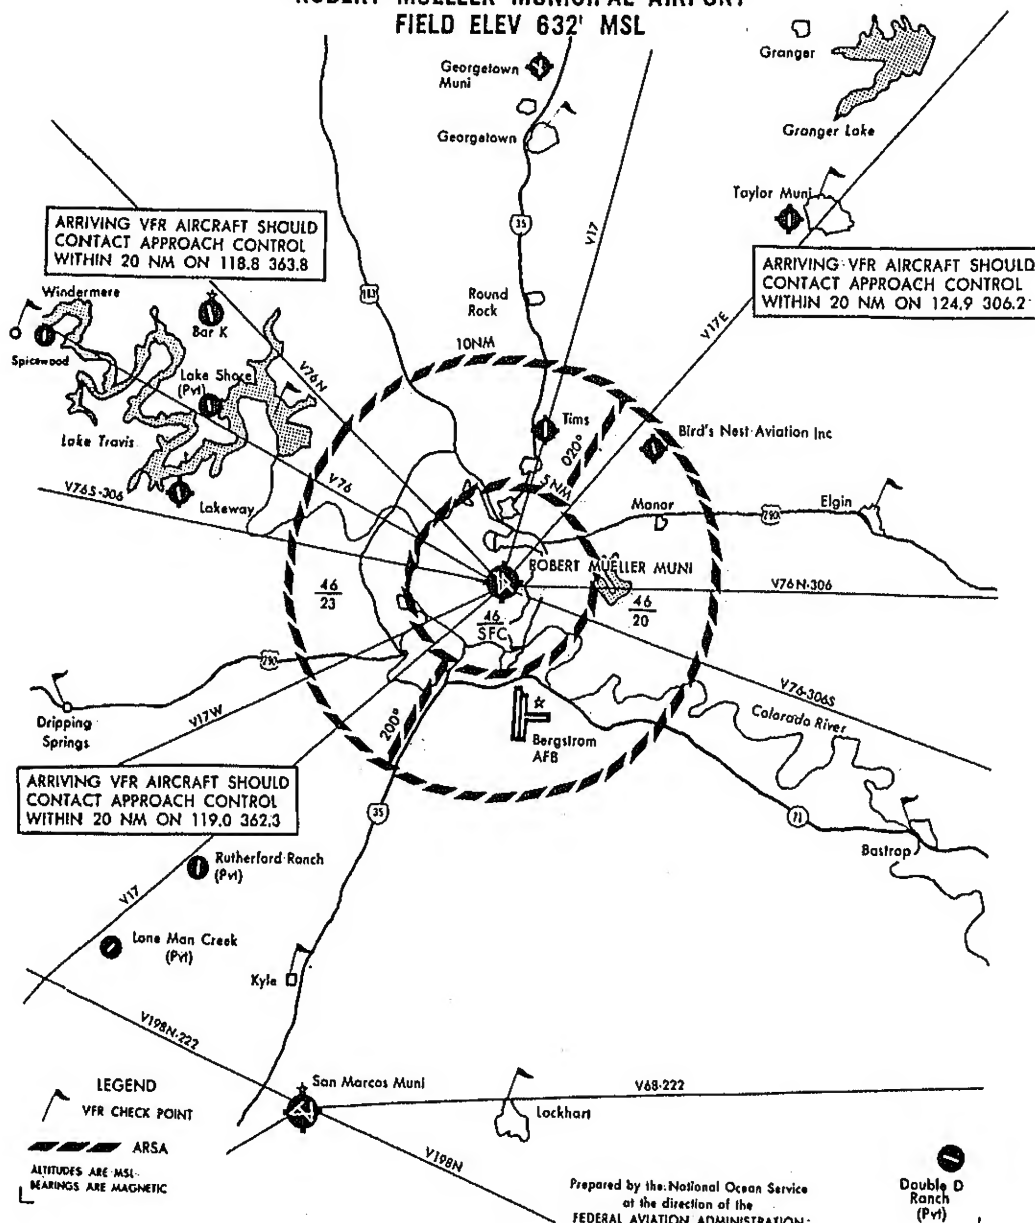 ROBERT MUELLER MUNICIPAL AIRPORT
FIELD ELEV 632' MSL
Georgetown
Muni
Georgetown
Granger
Granger Lake
Taylor Muni
35
V17
183
ARRIVING VFR AIRCRAFT SHOULD
CONTACT APPROACH CONTROL
WITHIN 20 NM ON 118.8 363.8
ARRIVING VFR AIRCRAFT SHOULD
CONTACT APPROACH CONTROL
WITHIN 20 NM ON 124.9 306.2
Windermere
Spicewood
Bar K
Round
Rock
V17E
10NM
V76N
Lake Shore
(Pvt)
Lake Travis
Tims
Bird's Nest Aviation Inc
020°
5 NM
V76
V76S-306
Lakeway
Manor
290
Elgin
ROBERT MUELLER MUNI
V76N-306
46
23
46
SFC
46
20
290
V17W
200°
Dripping
Springs
V76-306S
Colorado River
Bergstrom
AFB
ARRIVING VFR AIRCRAFT SHOULD
CONTACT APPROACH CONTROL
WITHIN 20 NM ON 119.0 362.3
35
71
Bastrop
Rutherford Ranch
(Pvt)
V17
Lone Man Creek
(Pvt)
Kyle
V198N-222
San Marcos Muni
V68-222
Lockhart
V198N
LEGEND
VFR CHECK POINT
ARSA
ALTITUDES ARE MSL
BEARINGS ARE MAGNETIC
Prepared by the National Ocean Service
at the direction of the
FEDERAL AVIATION ADMINISTRATION
Double D
Ranch
(Pvt)